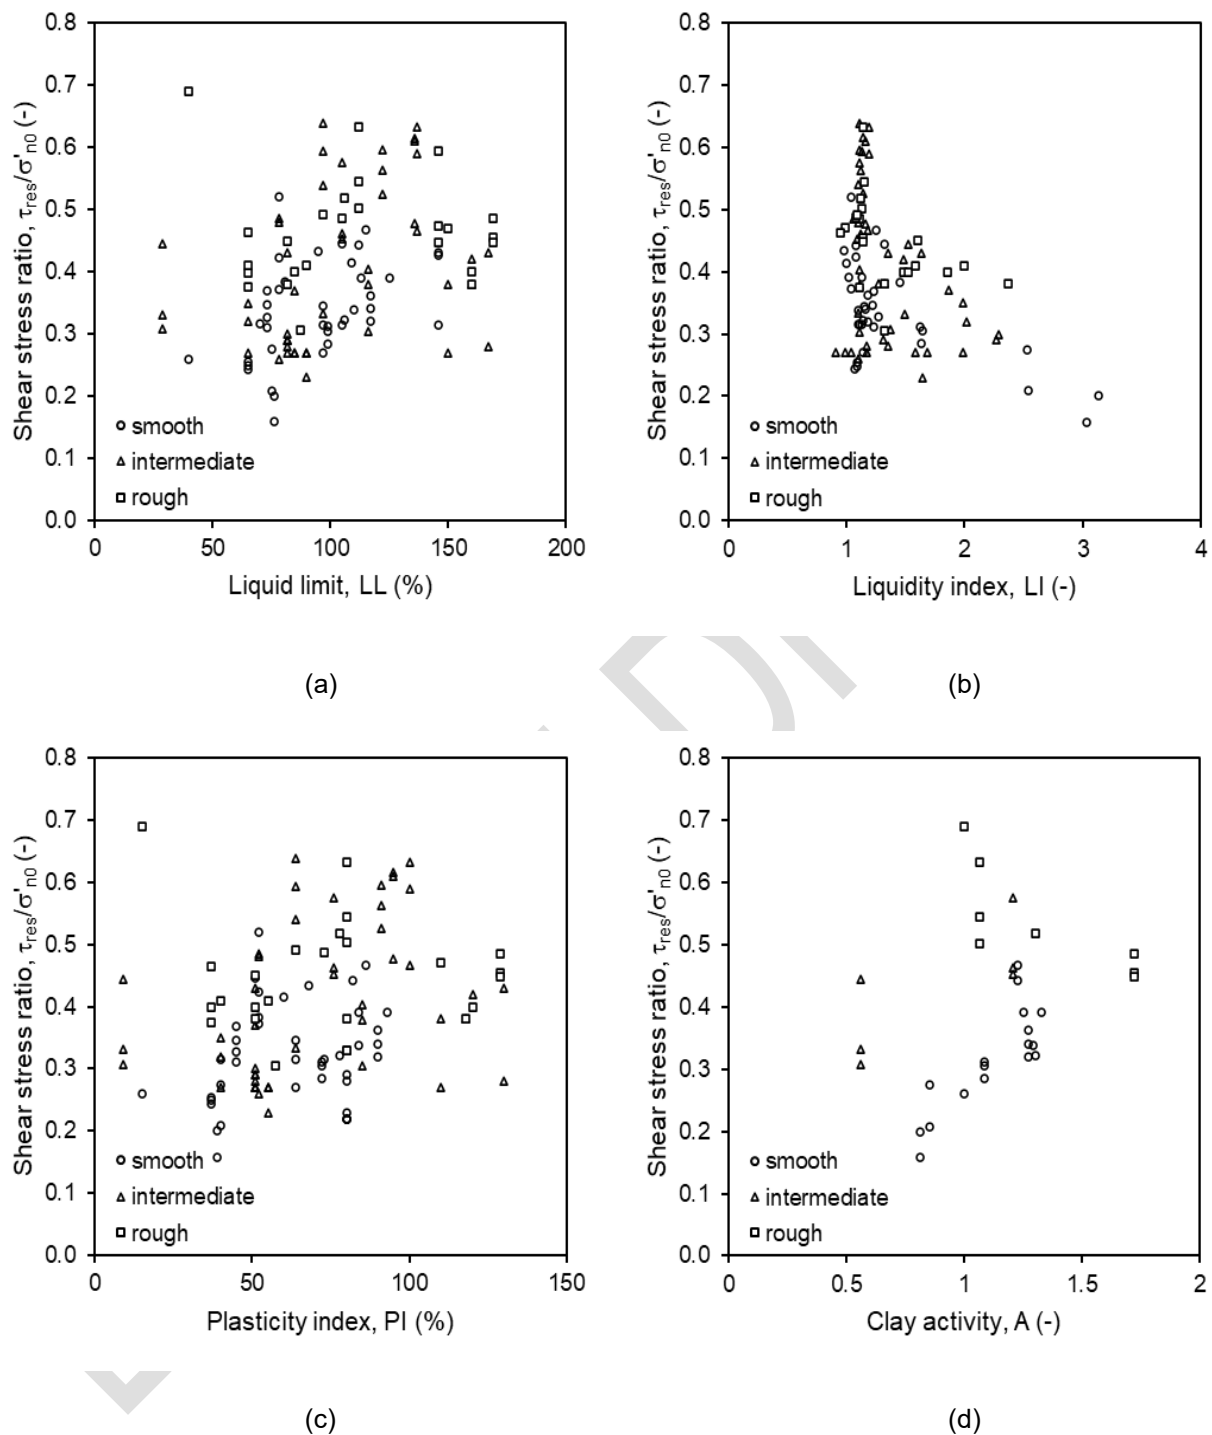 0.8
0.7
0.6
0.5
0.4
0.3
0.2
0.1
0.0
Shear stress ratio, τres/σ'n0 (-)
smooth
intermediate
rough
0 50 100 150 200
Liquid limit, LL (%)
(a)
0.8
0.7
0.6
0.5
0.4
0.3
0.2
0.1
0.0
Shear stress ratio, τres/σ'n0 (-)
smooth
intermediate
rough
0 1 2 3 4
Liquidity index, LI (-)
(b)
0.8
0.7
0.6
0.5
0.4
0.3
0.2
0.1
0.0
Shear stress ratio, τres/σ'n0 (-)
smooth
intermediate
rough
0 50 100 150
Plasticity index, PI (%)
(c)
0.8
0.7
0.6
0.5
0.4
0.3
0.2
0.1
0.0
Shear stress ratio, τres/σ'n0 (-)
smooth
intermediate
rough
0 0.5 1 1.5 2
Clay activity, A (-)
(d)